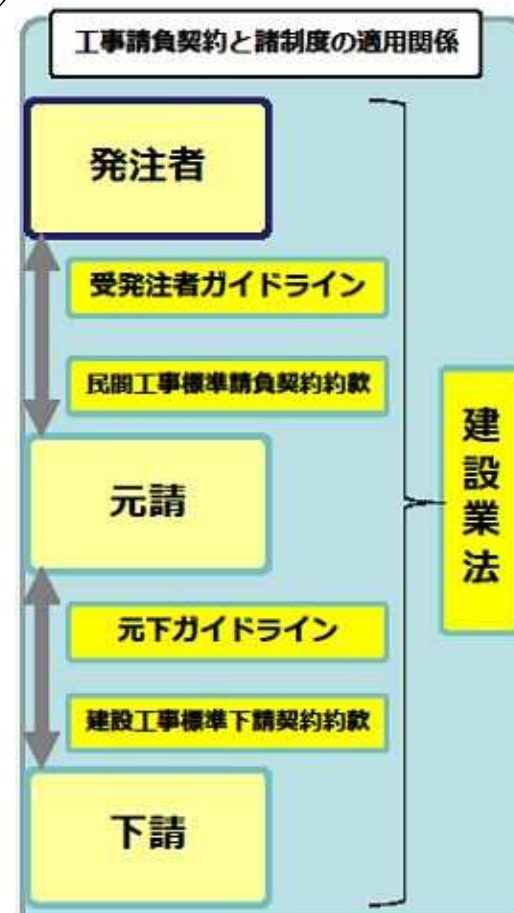 工事請負契約と諸制度の適用関係
発注者
受発注者ガイドライン
民間工事標準請負契約約款
元請
元下ガイドライン
建設工事標準下請契約約款
下請
建設業法